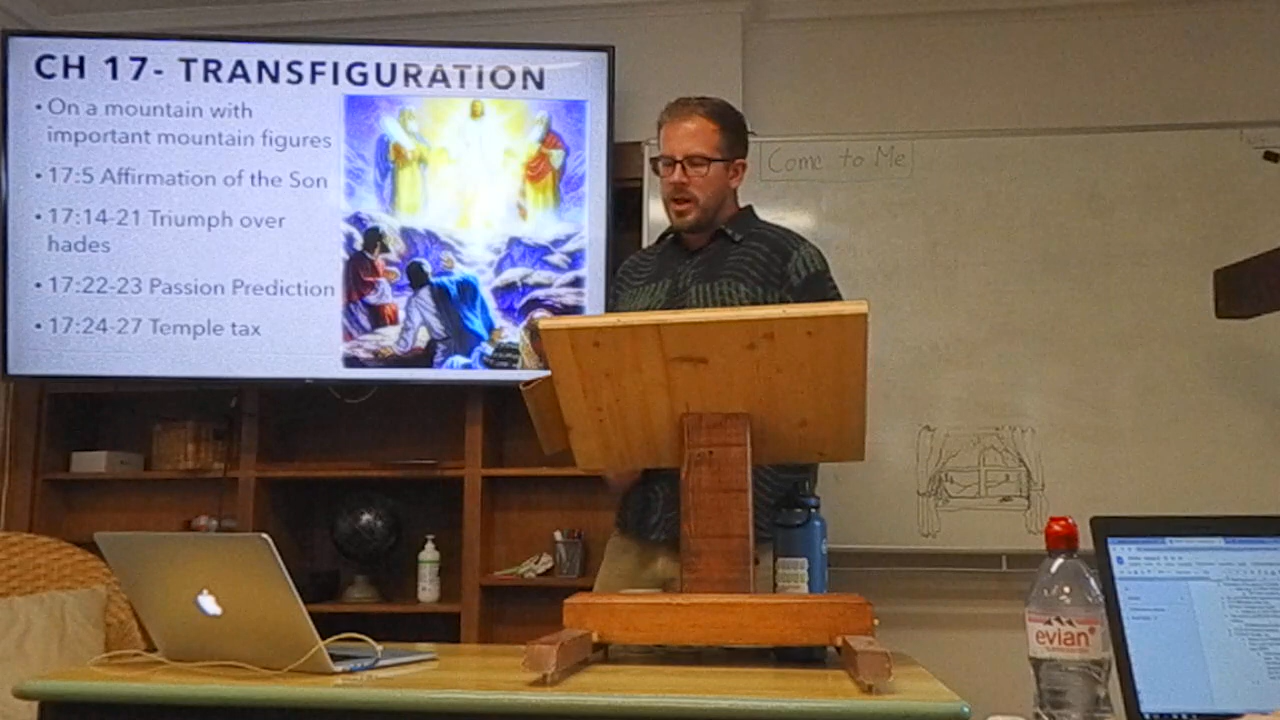 CH 17- TRANSFIGURATION
• On a mountain with
important mountain figures
• 17:5 Affirmation of the Son
• 17:14-21 Triumph over
hades
• 17:22-23 Passion Prediction
• 17:24-27 Temple tax
Come to Me
evian